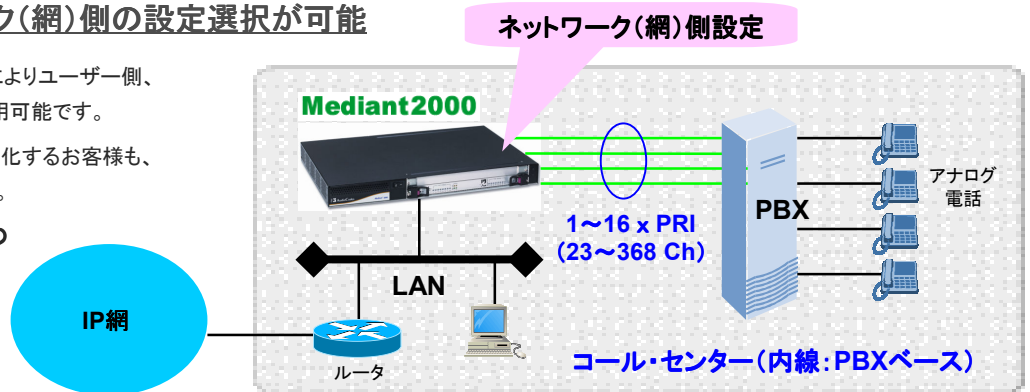 ク(網)側の設定選択が可能
ネットワーク(網)側設定
よりユーザー側、
用可能です。
化するお客様も、
。
Mediant2000
アナログ
電話
PBX
1～16 x PRI
(23～368 Ch)
LAN
IP網
ルータ
コール・センター(内線:PBXベース)